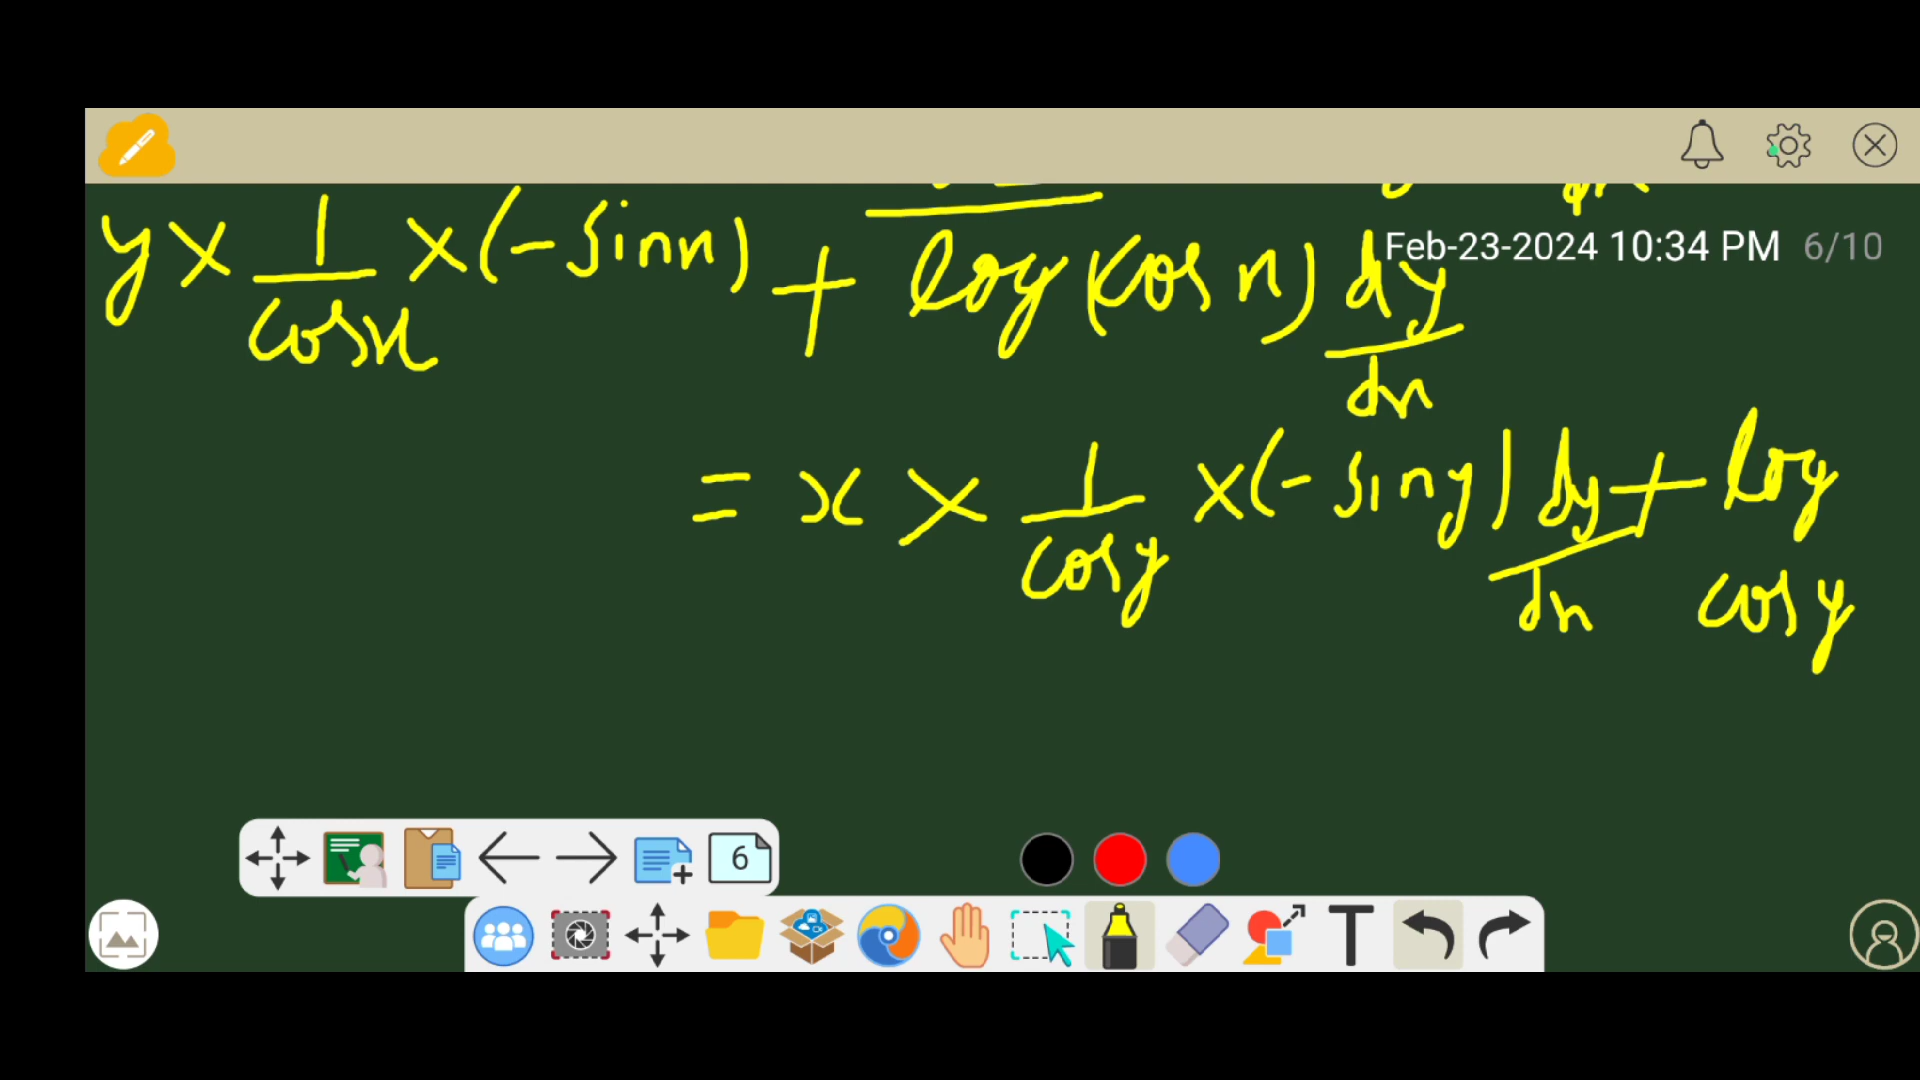 Feb-23-2024 10:34 PM 6/10
y × 1/cosx × (-sinx) + log(cos x) dy/dx
= x × 1/cosy × (-siny) dy/dx + log cosy
6
T